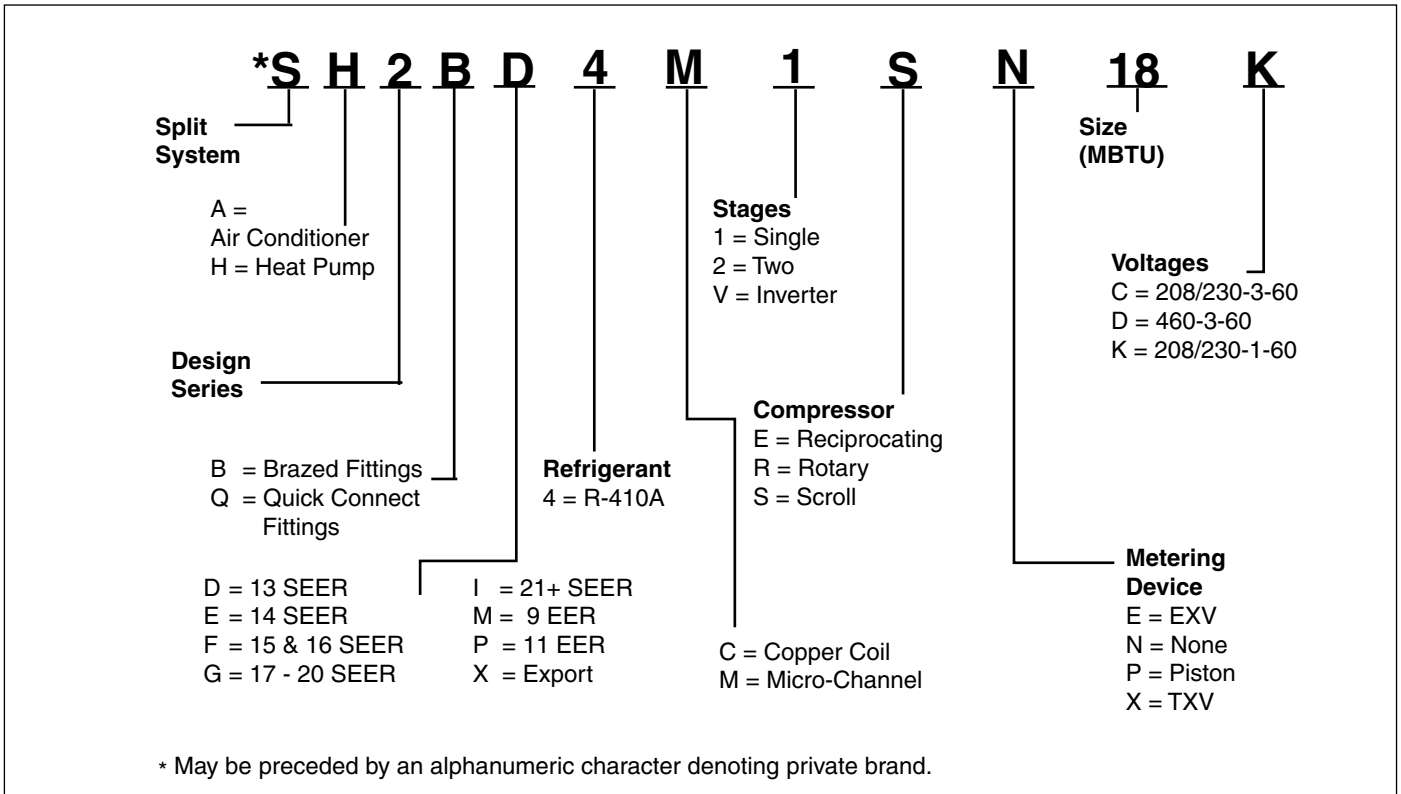 *S H 2 B D 4 M 1 S N 18 K
Split
System
A =
Air Conditioner
H = Heat Pump
Design
Series
B = Brazed Fittings
Q = Quick Connect
Fittings
D = 13 SEER
E = 14 SEER
F = 15 & 16 SEER
G = 17 - 20 SEER
I = 21+ SEER
M = 9 EER
P = 11 EER
X = Export
Refrigerant
4 = R-410A
C = Copper Coil
M = Micro-Channel
Stages
1 = Single
2 = Two
V = Inverter
Compressor
E = Reciprocating
R = Rotary
S = Scroll
Metering
Device
E = EXV
N = None
P = Piston
X = TXV
Size
(MBTU)
Voltages
C = 208/230-3-60
D = 460-3-60
K = 208/230-1-60
* May be preceded by an alphanumeric character denoting private brand.